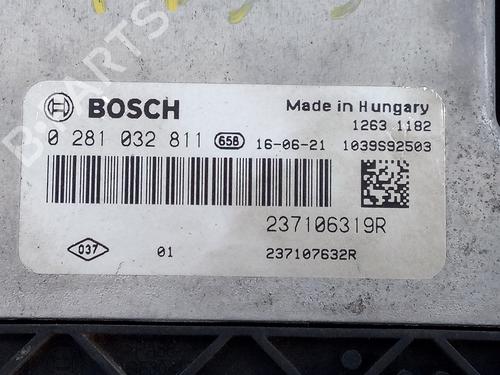 BOSCH
Made in Hungary
1263 1182
0 281 032 811 658 16-06-21 1039S92503
237106319R
037 01 237107632R
B-PARTS